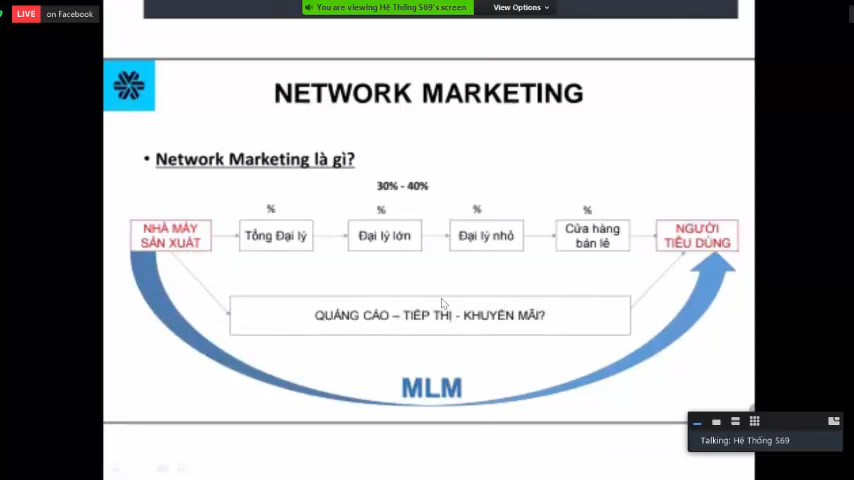 LIVE on Facebook
You are viewing Hệ Thống S69's screen
View Options
NETWORK MARKETING
• Network Marketing là gì?
30% - 40%
% % % %
NHÀ MÁY
SẢN XUẤT
Tổng Đại lý
Đại lý lớn
Đại lý nhỏ
Cửa hàng
bán lẻ
NGƯỜI
TIÊU DÙNG
QUẢNG CÁO – TIẾP THỊ - KHUYẾN MÃI?
MLM
Talking: Hệ Thống S69